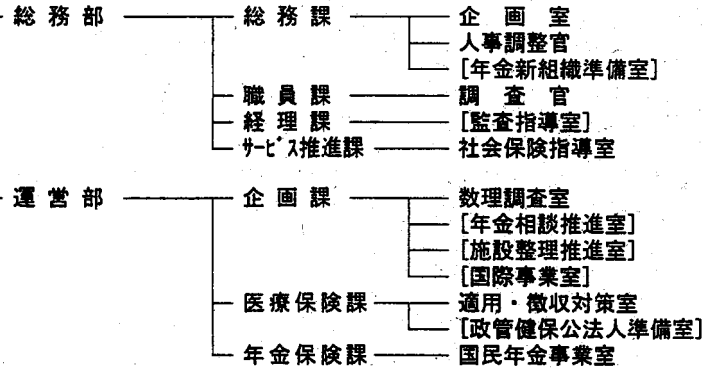 総務部 総務課 企画室
人事調整官
[年金新組織準備室]
職員課 調査官
経理課 [監査指導室]
サービス推進課 社会保険指導室
運営部 企画課 数理調査室
[年金相談推進室]
[施設整理推進室]
[国際事業室]
医療保険課 適用・徴収対策室
[政管健保公法人準備室]
年金保険課 国民年金事業室